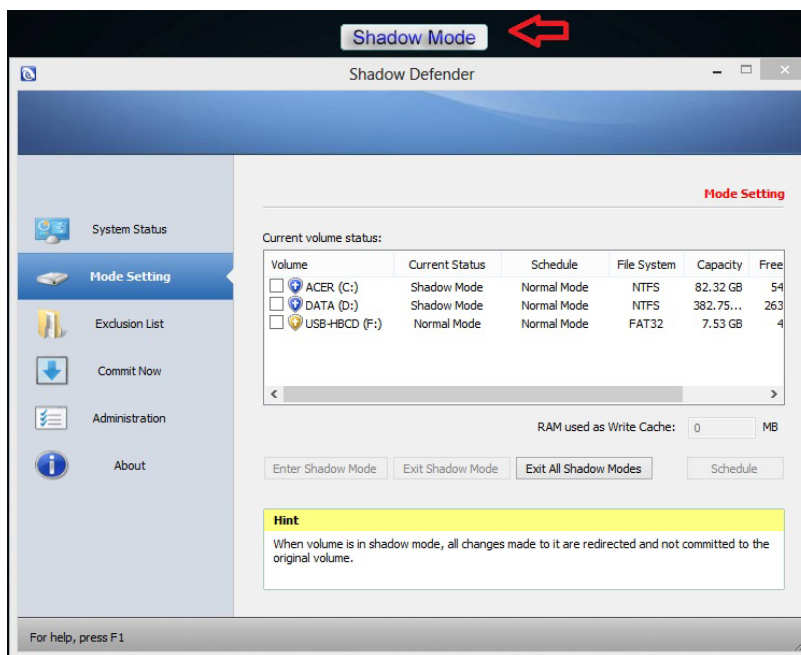 Shadow Mode
Shadow Defender
Mode Setting
System Status
Mode Setting
Exclusion List
Commit Now
Administration
About
Current volume status:
Volume Current Status Schedule File System Capacity Free
ACER (C:) Shadow Mode Normal Mode NTFS 82.32 GB 54
DATA (D:) Shadow Mode Normal Mode NTFS 382.75... 263
USB-HBCD (F:) Normal Mode Normal Mode FAT32 7.53 GB 4
RAM used as Write Cache: 0 MB
Enter Shadow Mode Exit Shadow Mode Exit All Shadow Modes Schedule
Hint
When volume is in shadow mode, all changes made to it are redirected and not committed to the
original volume.
For help, press F1